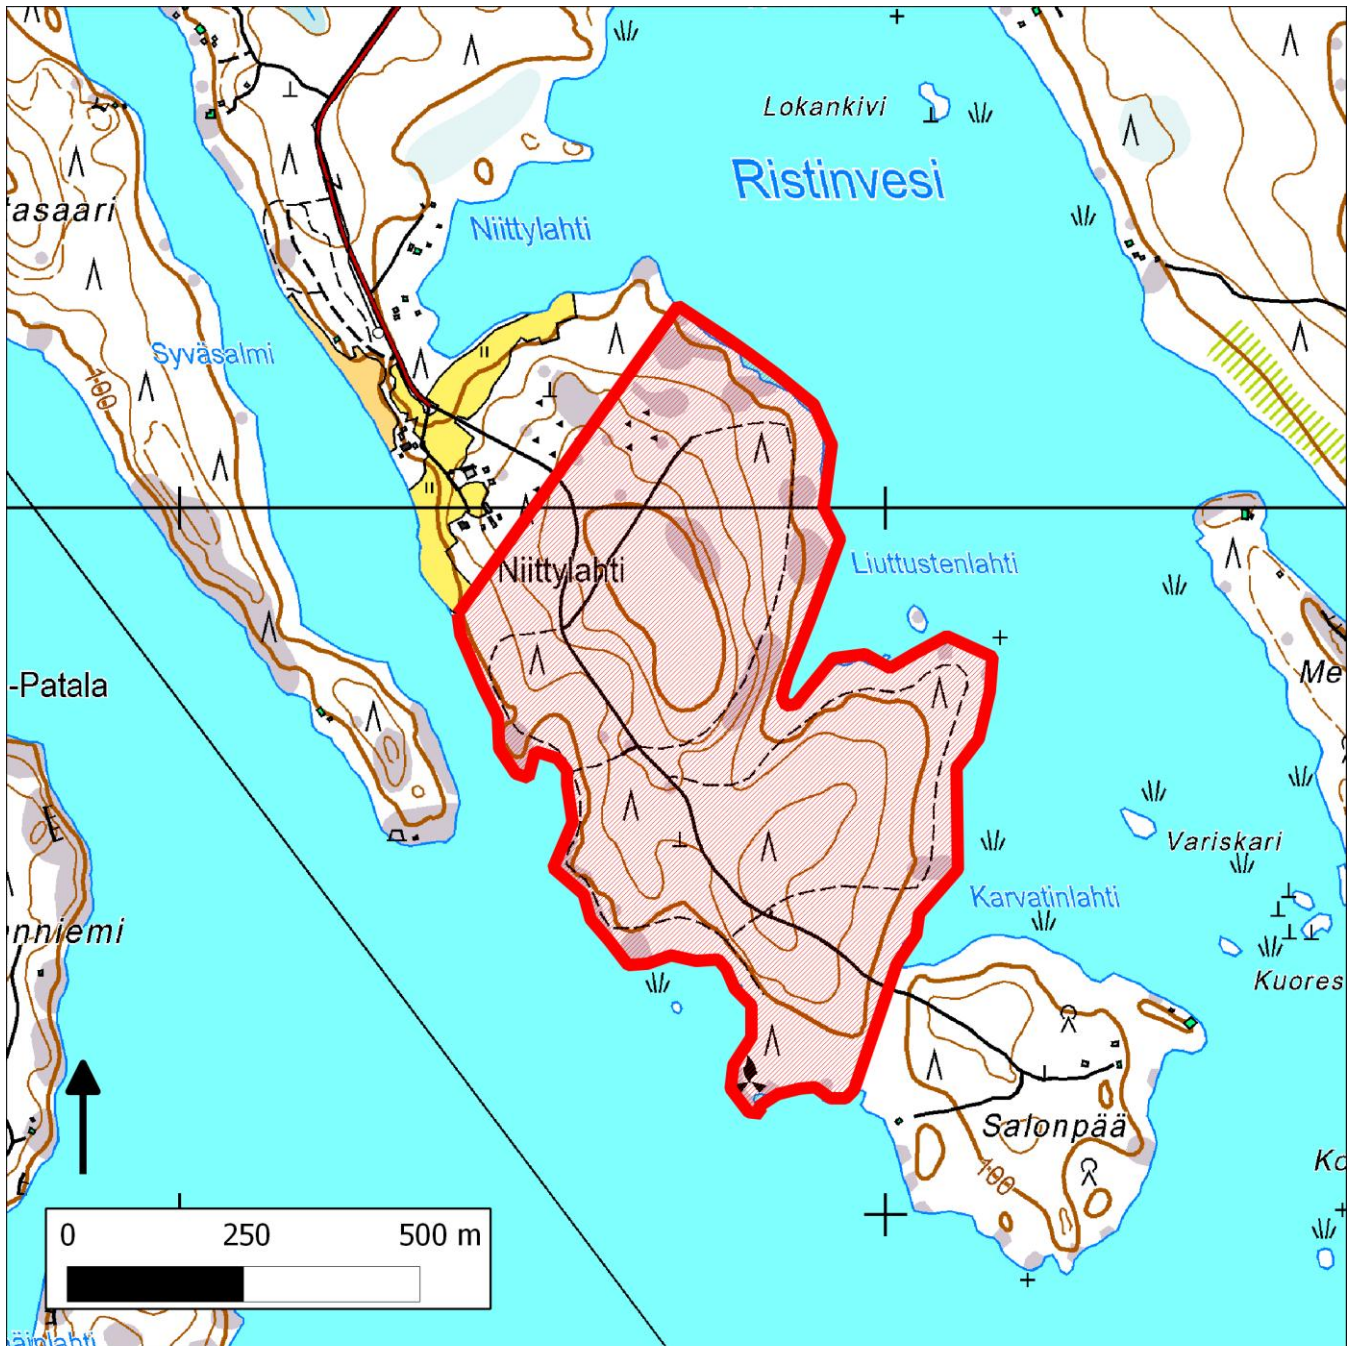 Lokankivi
Ristinvesi
asaari
Niittylahti
Syväsalmi
100
Niittylahti
Liuttustenlahti
-Patala
Me
Variskari
Karvatinlahti
nniemi
Kuores
Salonpää
100
Ko
0 250 500 m